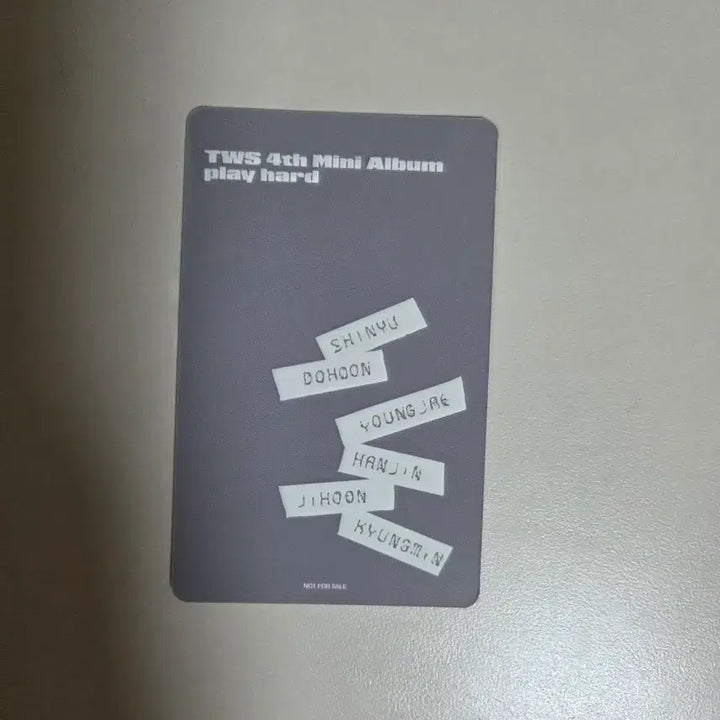 TWS 4th Mini Album
play hard
SHINYU
DOHOON
YOUNGJAE
HANJIN
JIHOON
KYUNGMIN
NOT FOR SALE